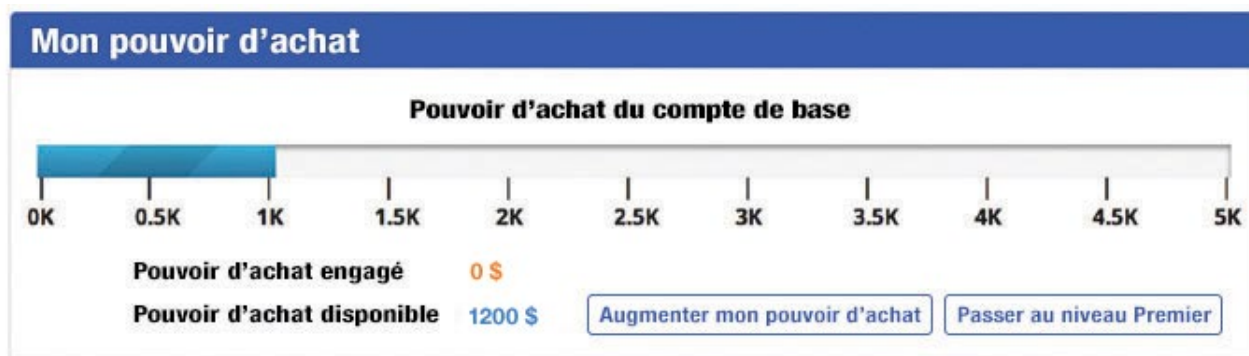 Mon pouvoir d'achat
Pouvoir d'achat du compte de base
0K 0.5K 1K 1.5K 2K 2.5K 3K 3.5K 4K 4.5K 5K
Pouvoir d'achat engagé 0 $
Pouvoir d'achat disponible 1200 $ Augmenter mon pouvoir d'achat Passer au niveau Premier